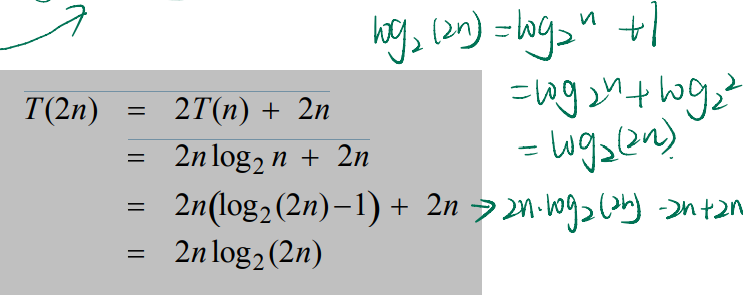 log₂(2n) = log₂ⁿ + 1
= log₂ⁿ + log₂²
= log₂(2n)
T(2n) = 2T(n) + 2n
= 2n log₂ n + 2n
= 2n(log₂(2n)−1) + 2n → 2n·log₂(2n) -2n+2n
= 2n log₂(2n)